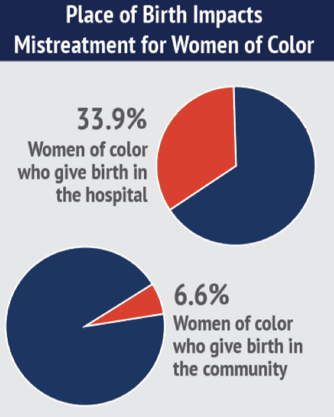 Place of Birth Impacts
Mistreatment for Women of Color
33.9%
Women of color
who give birth in
the hospital
6.6%
Women of color
who give birth in
the community